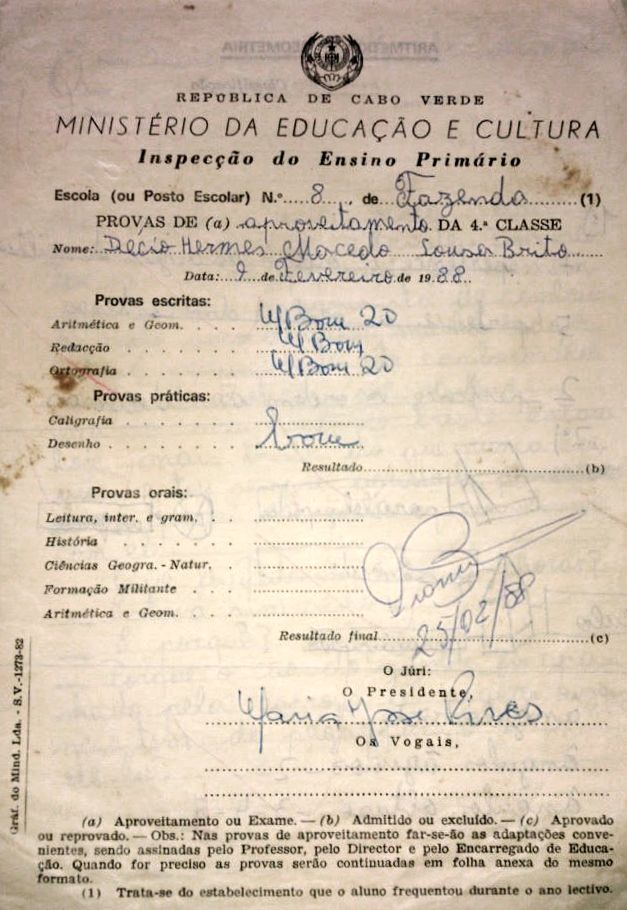 REPÚBLICA DE CABO VERDE
MINISTÉRIO DA EDUCAÇÃO E CULTURA
Inspecção do Ensino Primário
Escola (ou Posto Escolar) N.º 8 de Fazenda (1)
PROVAS DE (a) aproveitamento DA 4.ª CLASSE
Nome: Decio Hermes Macedo Sousa Brito
Data: 9 de Fevereiro de 1988
Provas escritas:
Aritmética e Geom. M/Bom 20
Redacção M/Bom
Ortografia M/Bom 20
Provas práticas:
Caligrafia
Desenho bom
Resultado (b)
Provas orais:
Leitura, inter. e gram.
História
Ciências Geogra. - Natur.
Formação Militante
Aritmética e Geom.
Resultado final (c)
25/02/88
O Júri:
O Presidente,
Maria José Pires
Os Vogais,
(a) Aproveitamento ou Exame. — (b) Admitido ou excluído. — (c) Aprovado
ou reprovado. — Obs.: Nas provas de aproveitamento far-se-ão as adaptações conve-
nientes, sendo assinadas pelo Professor, pelo Director e pelo Encarregado de Educa-
ção. Quando for preciso as provas serão continuadas em folha anexa do mesmo
formato.
(1) Trata-se do estabelecimento que o aluno frequentou durante o ano lectivo.
Gráf. do Mind. Lda. - S.V.-1273-82